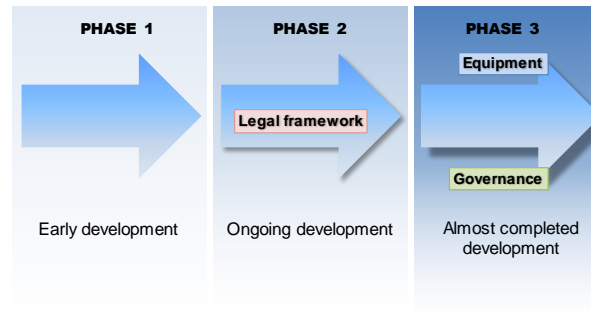 PHASE 1
PHASE 2
PHASE 3
Equipment
Legal framework
Governance
Early development
Ongoing development
Almost completed
development